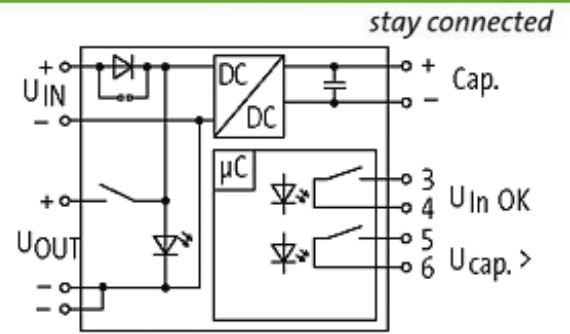 stay connected
+
UIN
−
DC
DC
+
Cap.
−
μC
3
4
UIn OK
5
6
Ucap. >
+
UOUT
−
−